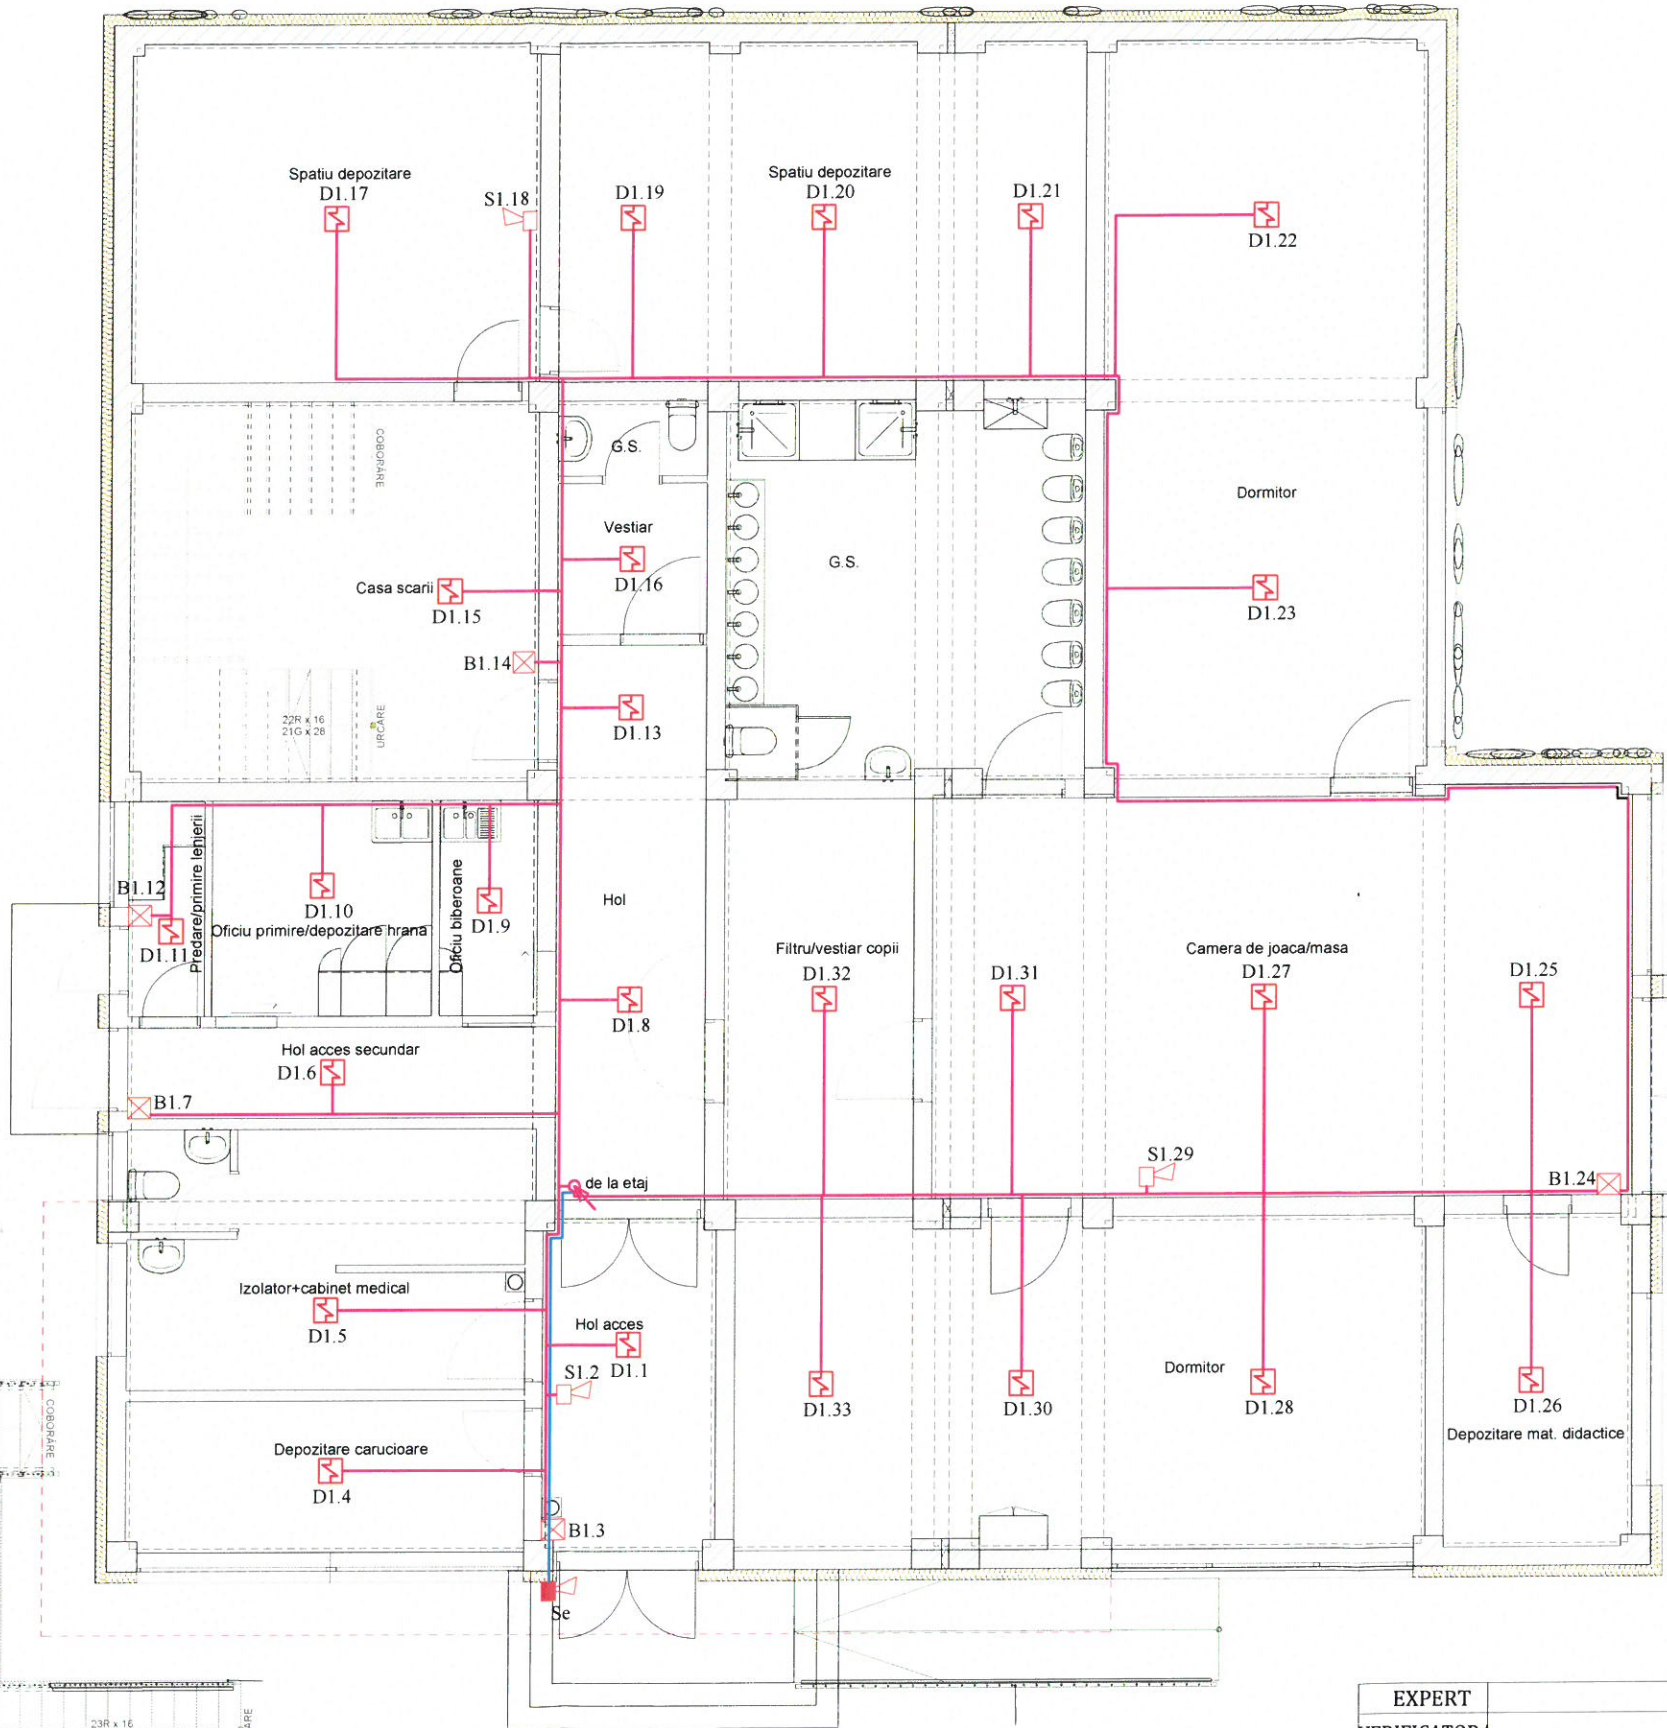 Spatiu depozitare
D1.17
S1.18
D1.19
Spatiu depozitare
D1.20
D1.21
D1.22
COBORÂRE
G.S.
Vestiar
D1.16
G.S.
Dormitor
Casa scarii
D1.15
D1.23
B1.14
D1.13
22R x 16
21G x 28
URCARE
Predare/primire lenjerii
B1.12
D1.11
D1.10
Oficiu primire/depozitare hrana
Oficiu biberoane
D1.9
Hol
Filtru/vestiar copii
D1.32
D1.31
Camera de joaca/masa
D1.27
D1.25
D1.8
Hol acces secundar
D1.6
B1.7
S1.29
B1.24
de la etaj
Izolator+cabinet medical
D1.5
Hol acces
D1.1
S1.2
Dormitor
D1.33
D1.30
D1.28
D1.26
Depozitare mat. didactice
COBORÂRE
Depozitare carucioare
D1.4
B1.3
Se
23R x 16
EXPERT